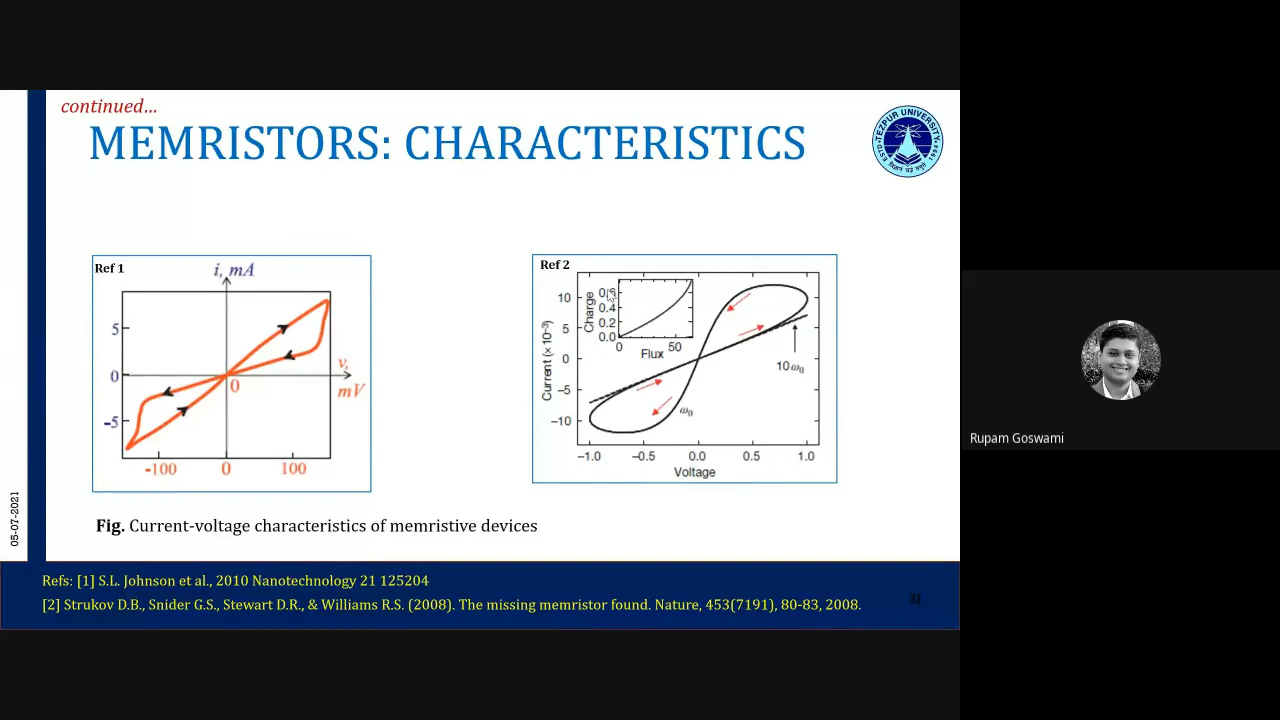 continued…
MEMRISTORS: CHARACTERISTICS
TEZPUR UNIVERSITY
Ref 1
i, mA
5
0
-5
0
v,
mV
-100
0
100
Ref 2
10
5
0
−5
−10
Current (× 10⁻³)
Charge
0.4
0.2
0.0
0
50
Flux
10 ω₀
ω₀
−1.0
−0.5
0.0
0.5
1.0
Voltage
Fig. Current-voltage characteristics of memristive devices
05-07-2021
Refs: [1] S.L. Johnson et al., 2010 Nanotechnology 21 125204
[2] Strukov D.B., Snider G.S., Stewart D.R., & Williams R.S. (2008). The missing memristor found. Nature, 453(7191), 80-83, 2008.
Rupam Goswami